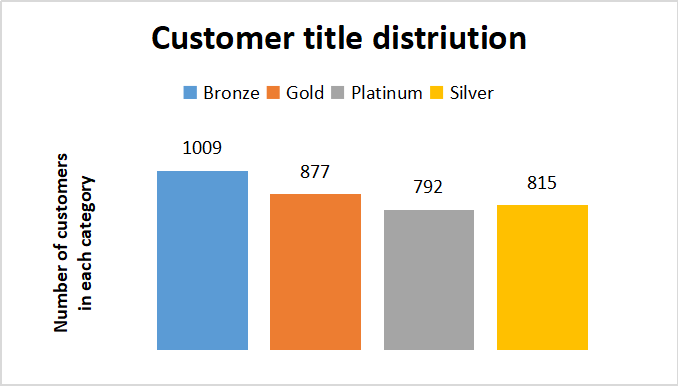 Customer title distriution
Bronze Gold Platinum Silver
1009
877
792
815
Number of customers
in each category